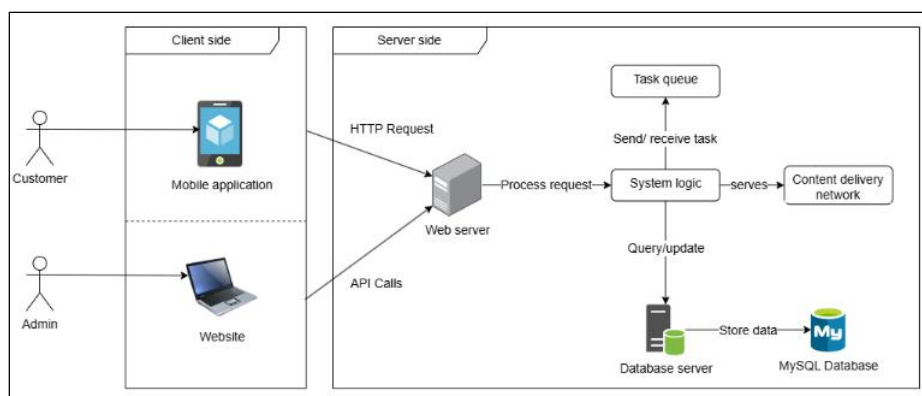 Client side
Server side
Task queue
HTTP Request
Send/ receive task
Customer
Mobile application
Process request
System logic
serves
Content delivery
network
Web server
Query/update
API Calls
Admin
Website
Store data
My
Database server
MySQL Database